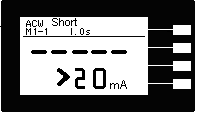 ACW Short
M1-1 1.0s
-----
>20mA